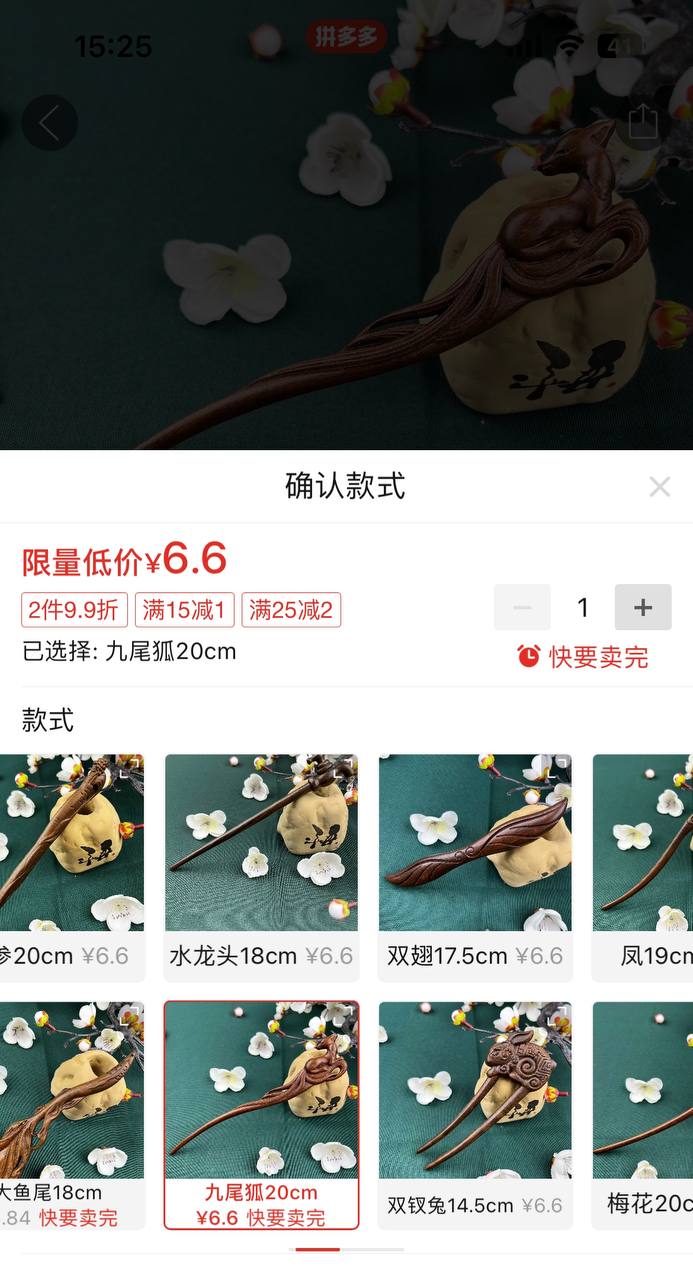 15:25
拼多多
41
确认款式
限量低价¥6.6
2件9.9折 满15减1 满25减2
1
已选择: 九尾狐20cm
快要卖完
款式
参20cm ¥6.6
水龙头18cm ¥6.6
双翅17.5cm ¥6.6
凤19cm
大鱼尾18cm
.84 快要卖完
九尾狐20cm
¥6.6 快要卖完
双钗兔14.5cm ¥6.6
梅花20c